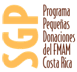 SGP
Programa
Pequeñas
Donaciones
del FMAM
Costa Rica